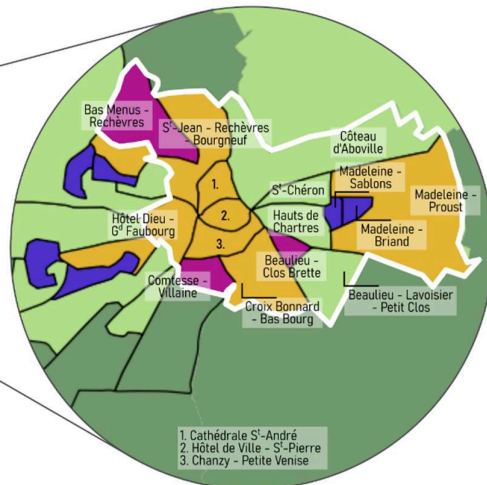 Bas Menus -
Rechèvres
Sᵗ-Jean - Rechèvres
- Bourgneuf
Côteau
d'Aboville
Madeleine -
Sablons
1.
Sᵗ-Chéron
Madeleine -
Proust
2.
Hôtel Dieu -
Gᵈ Faubourg
Hauts de
Chartres
Madeleine -
Briand
3.
Beaulieu -
Clos Brette
Comtesse -
Villaine
Beaulieu - Lavoisier
- Petit Clos
Croix Bonnard
- Bas Bourg
1. Cathédrale Sᵗ-André
2. Hôtel de Ville - Sᵗ-Pierre
3. Chanzy - Petite Venise